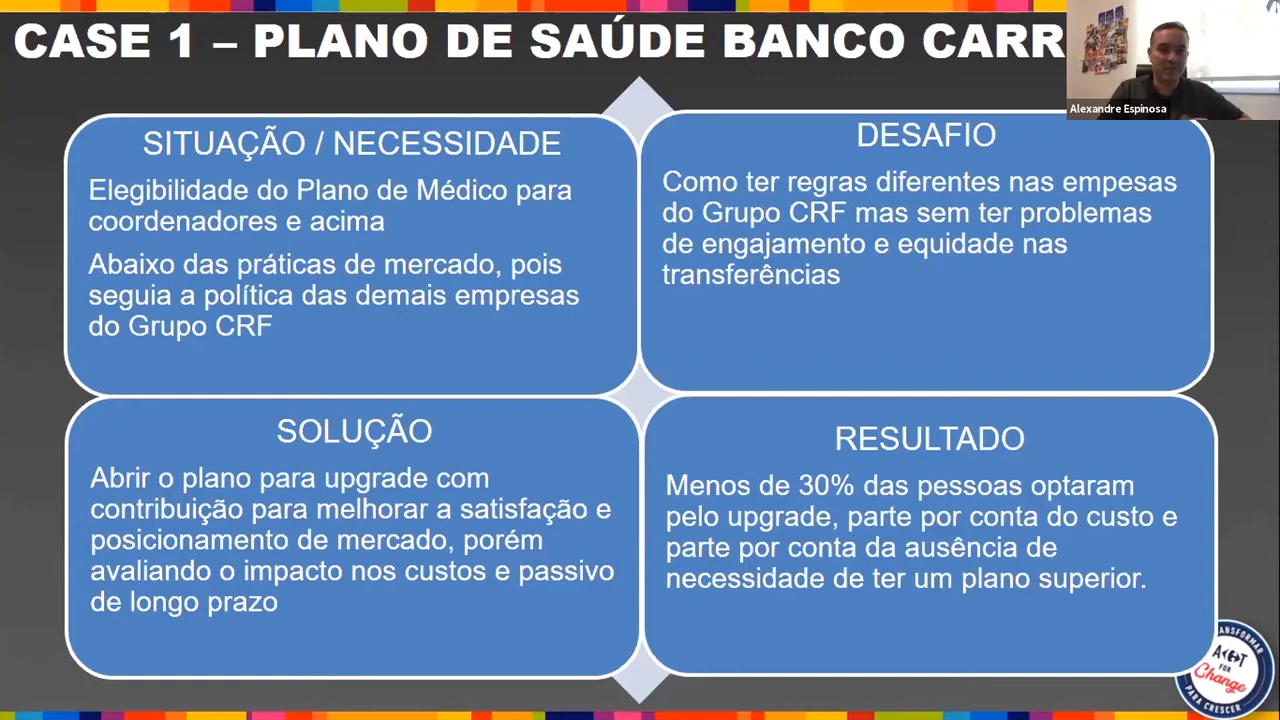 CASE 1 – PLANO DE SAÚDE BANCO CARR
Alexandre Espinosa
SITUAÇÃO / NECESSIDADE
Elegibilidade do Plano de Médico para
coordenadores e acima
Abaixo das práticas de mercado, pois
seguia a política das demais empresas
do Grupo CRF
DESAFIO
Como ter regras diferentes nas empesas
do Grupo CRF mas sem ter problemas
de engajamento e equidade nas
transferências
SOLUÇÃO
Abrir o plano para upgrade com
contribuição para melhorar a satisfação e
posicionamento de mercado, porém
avaliando o impacto nos custos e passivo
de longo prazo
RESULTADO
Menos de 30% das pessoas optaram
pelo upgrade, parte por conta do custo e
parte por conta da ausência de
necessidade de ter um plano superior.
FOR
Change
PARA CRESCER